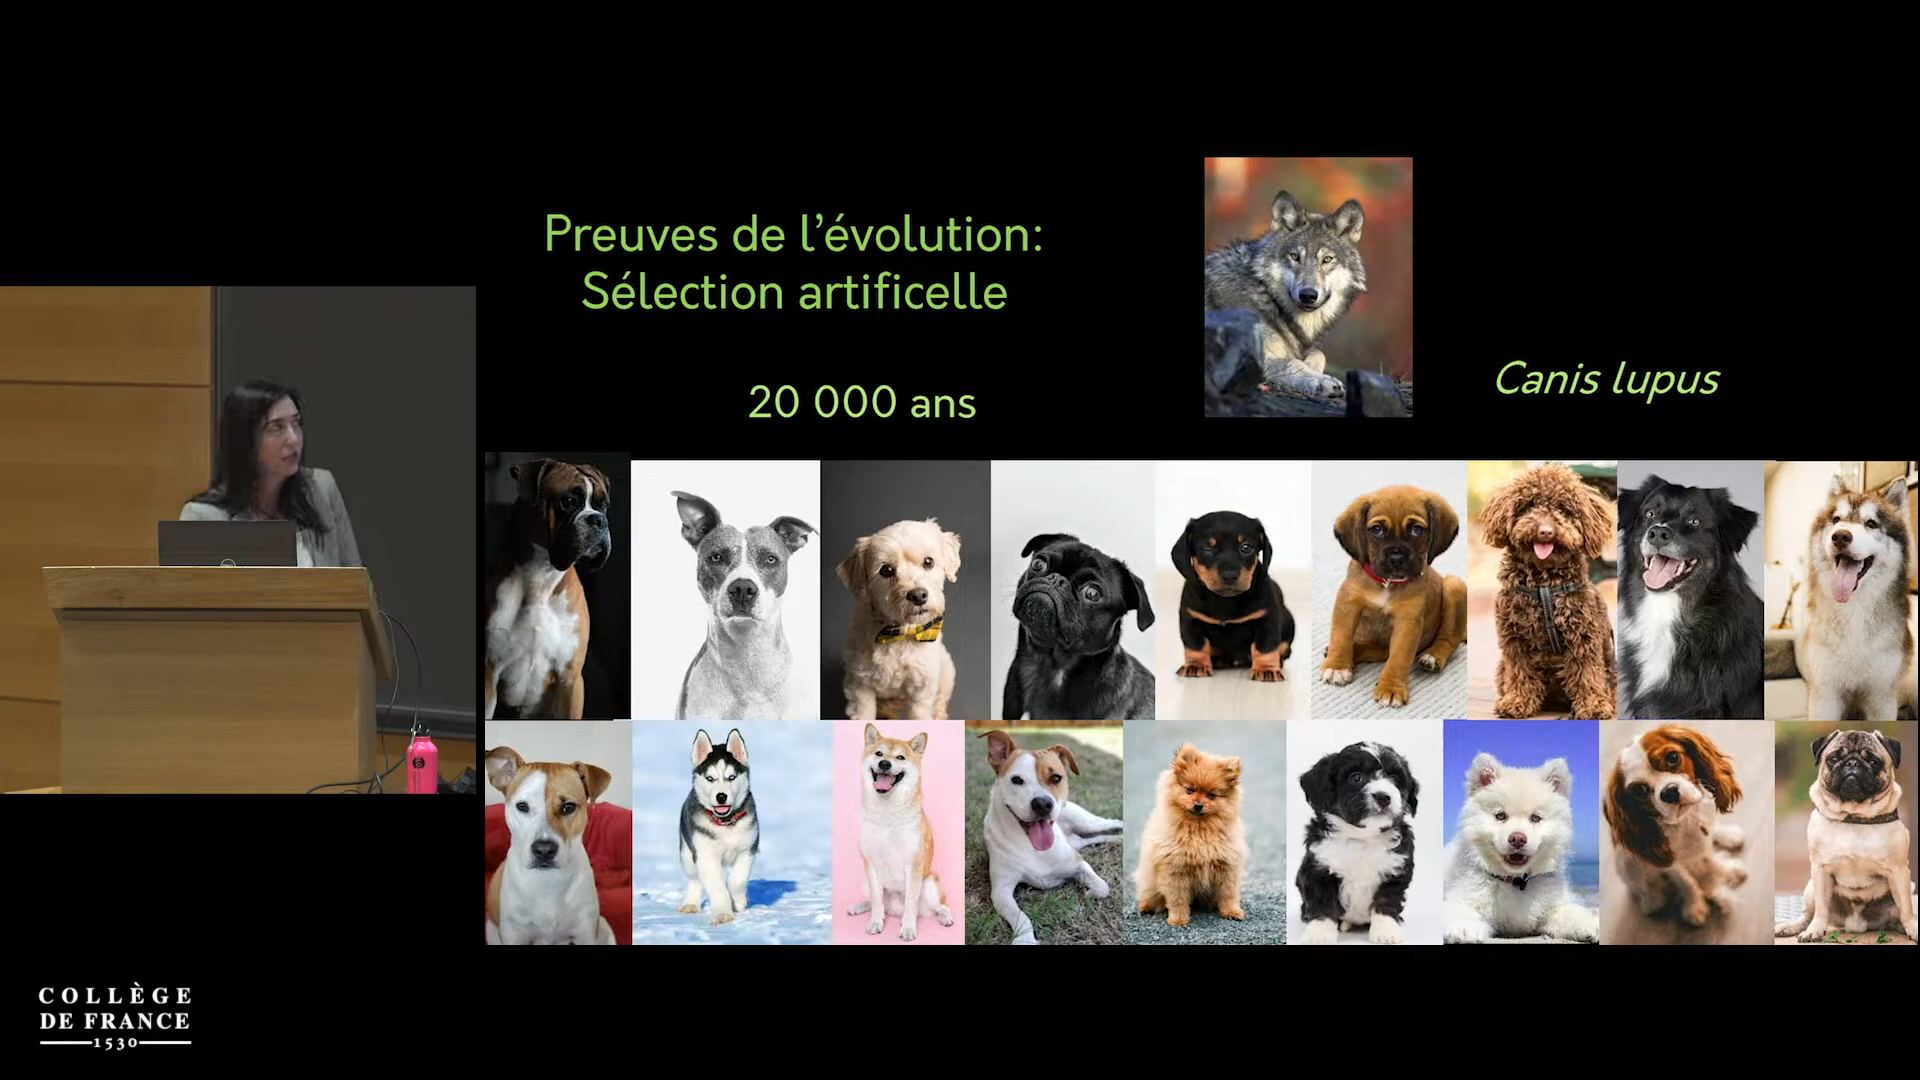 Preuves de l’évolution:
Sélection artificelle
20 000 ans
Canis lupus
COLLÈGE
DE FRANCE
1530